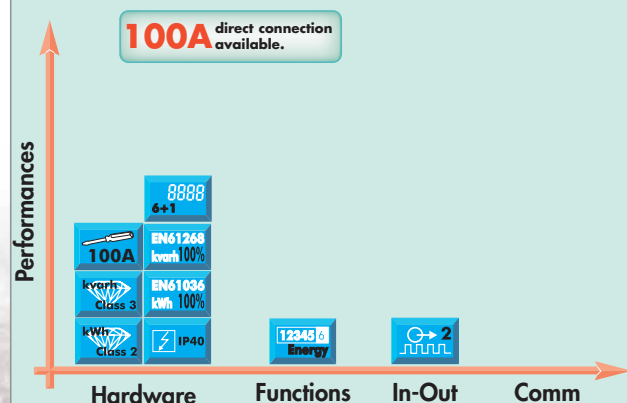 100A direct connection
available.
Performances
8888
6+1
100A
EN61268
kvarh 100%
kvarh
Class 3
EN61036
kWh 100%
kWh
Class 2
IP40
12345 6
Energy
2
Hardware Functions In-Out Comm